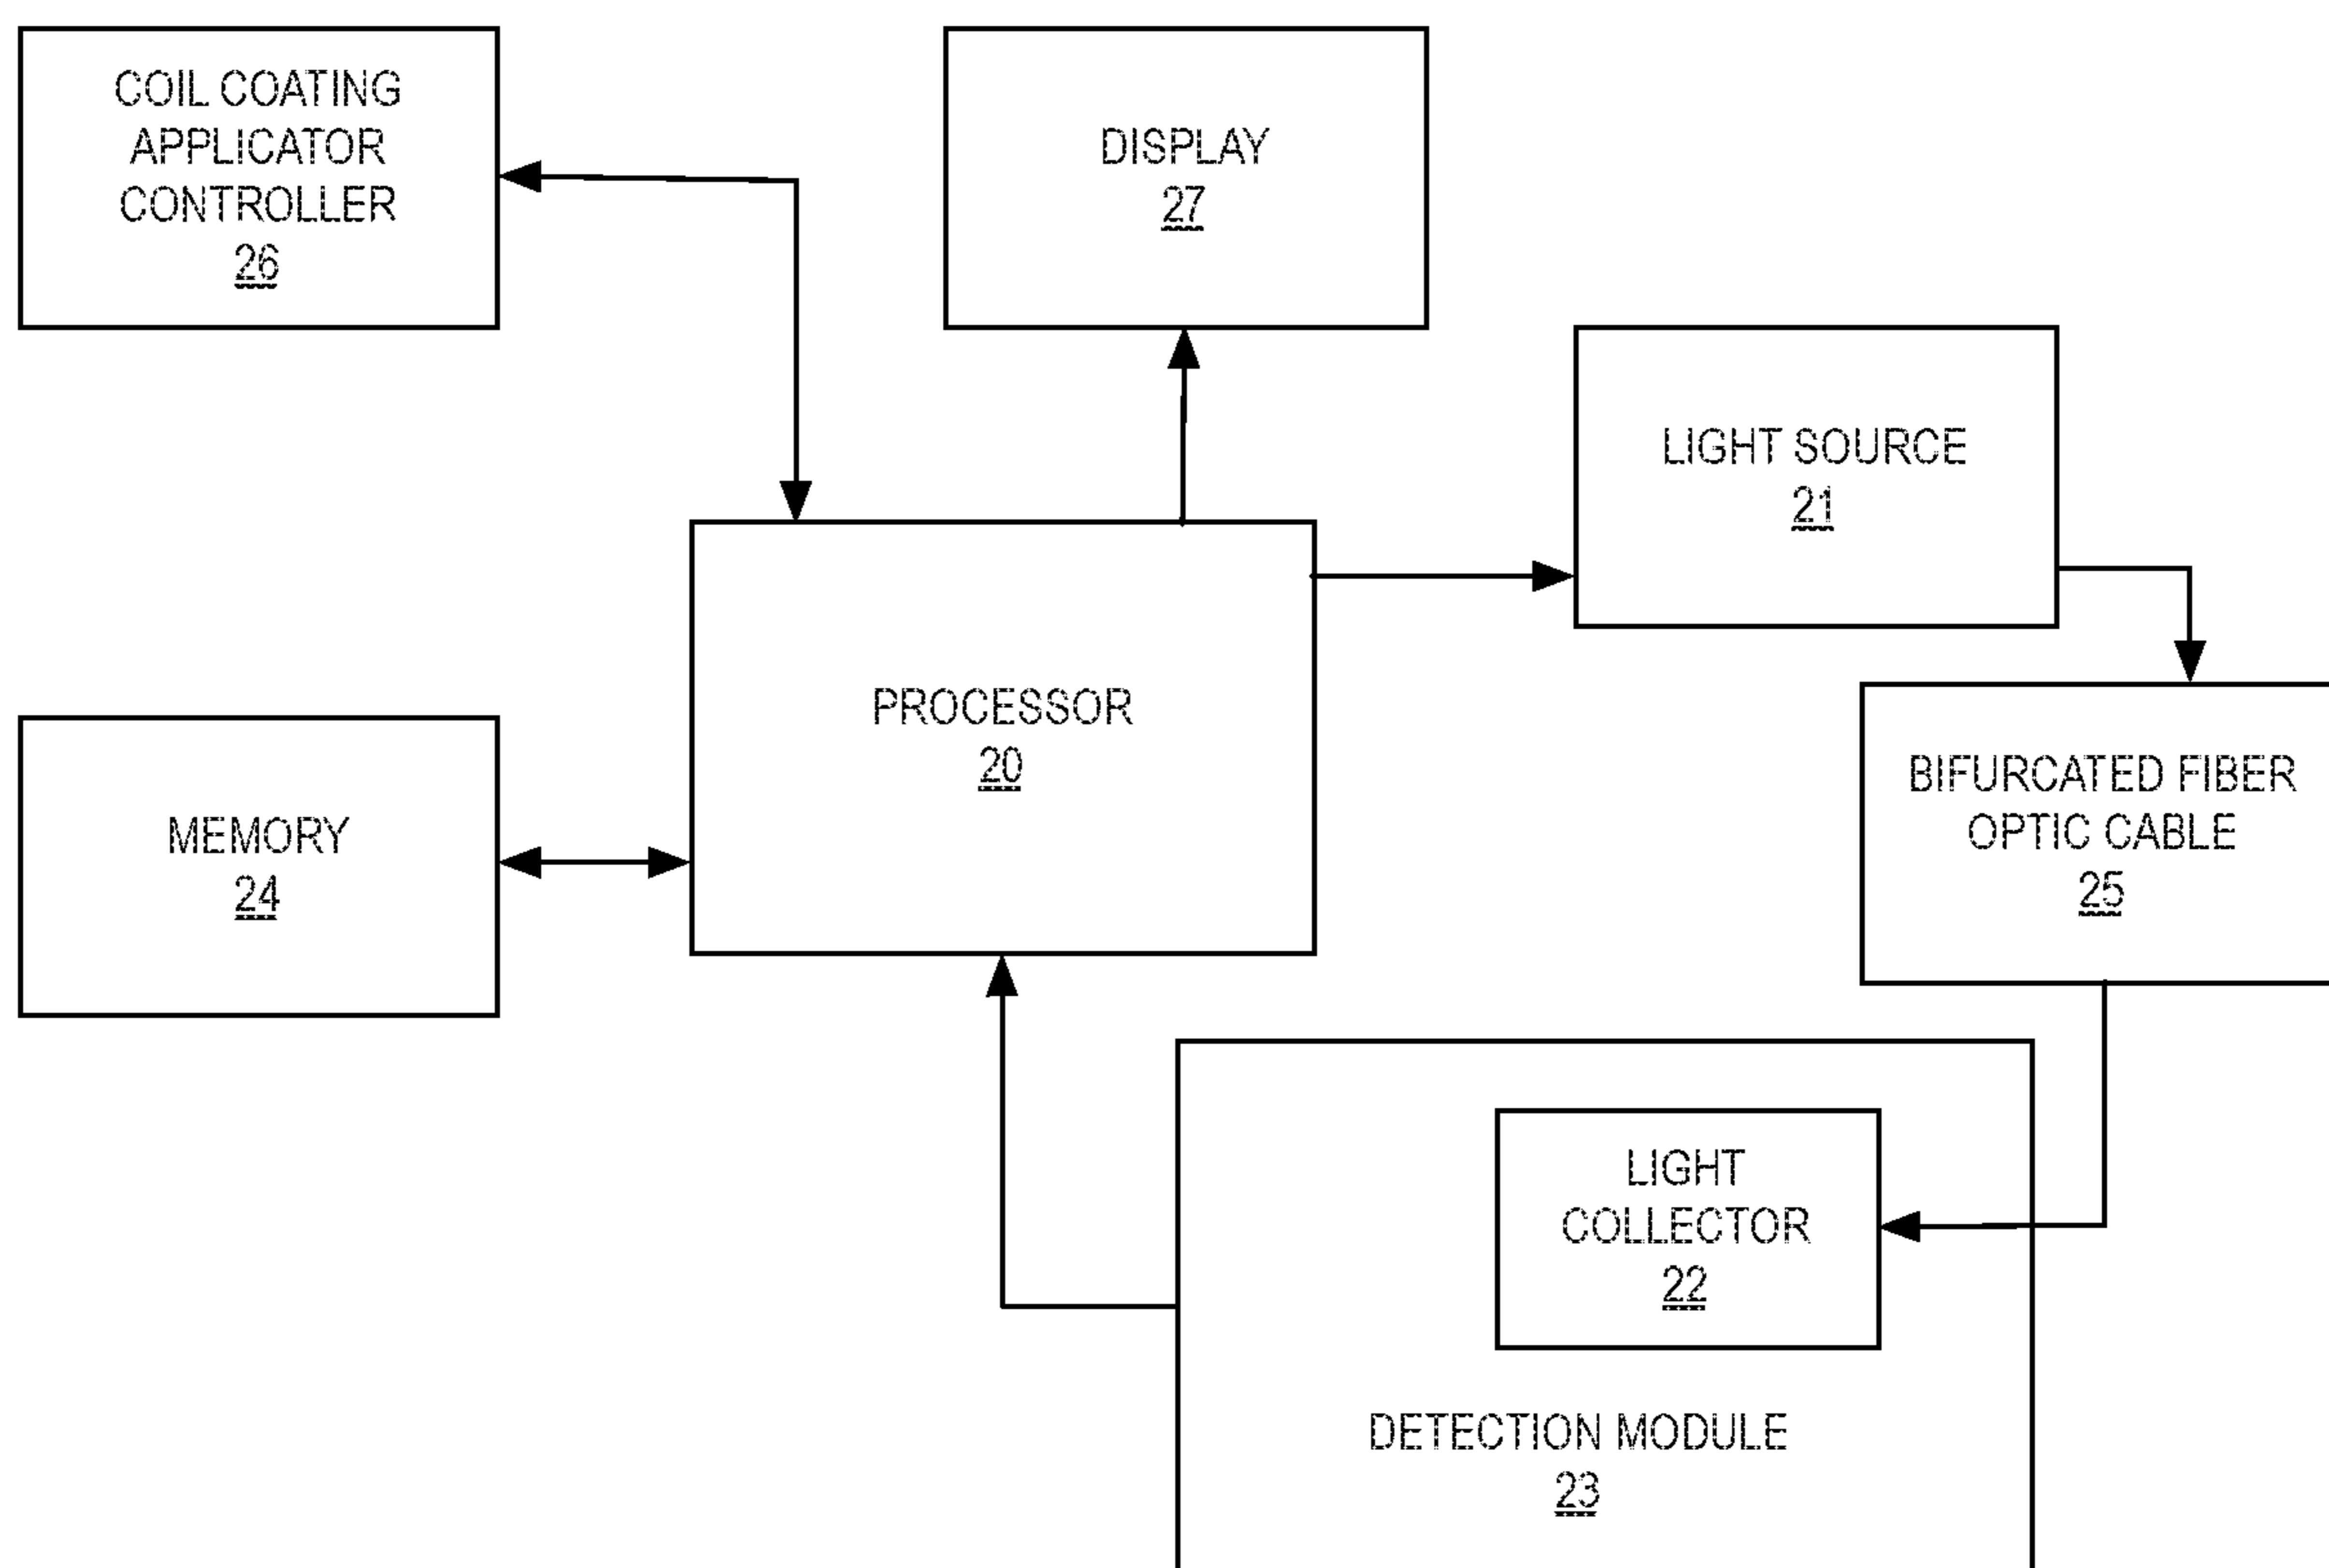 COIL COATING
APPLICATOR
CONTROLLER
26
DISPLAY
27
LIGHT SOURCE
21
PROCESSOR
20
MEMORY
24
BIFURCATED FIBER
OPTIC CABLE
25
LIGHT
COLLECTOR
22
DETECTION MODULE
23